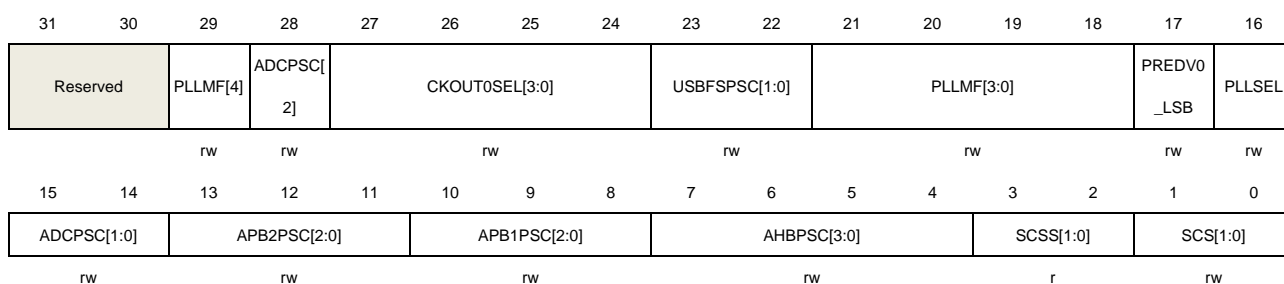 31 30 29 28 27 26 25 24 23 22 21 20 19 18 17 16
Reserved PLLMF[4] ADCPSC[ 2] CKOUT0SEL[3:0] USBFSPSC[1:0] PLLMF[3:0] PREDV0 _LSB PLLSEL
rw rw rw rw rw rw rw
15 14 13 12 11 10 9 8 7 6 5 4 3 2 1 0
ADCPSC[1:0] APB2PSC[2:0] APB1PSC[2:0] AHBPSC[3:0] SCSS[1:0] SCS[1:0]
rw rw rw rw r rw